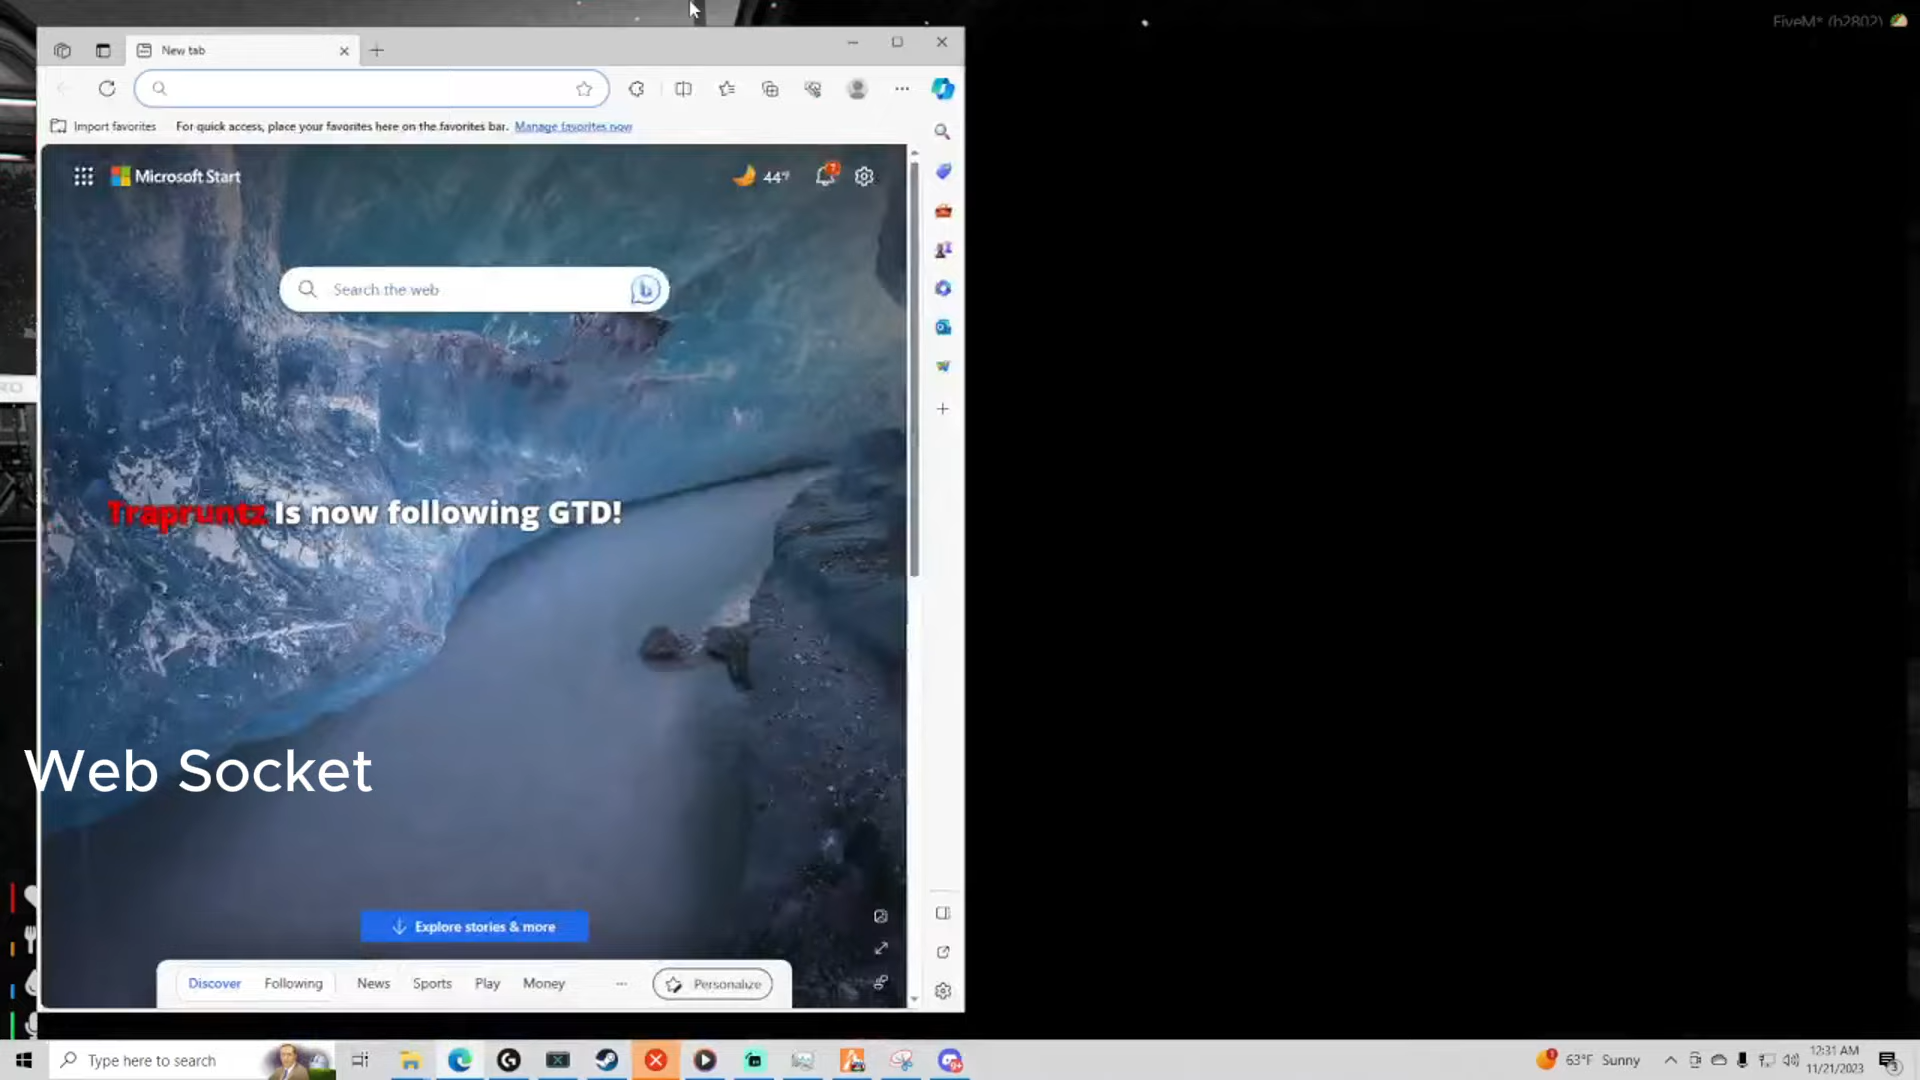 FiveM* (b2802)
New tab
Import favorites For quick access, place your favorites here on the favorites bar. Manage favorites now
Microsoft Start
44°F
Search the web
Trapruntz Is now following GTD!
Web Socket
Explore stories & more
Discover Following News Sports Play Money ... Personalize
Type here to search
63°F Sunny
12:31 AM
11/21/2023